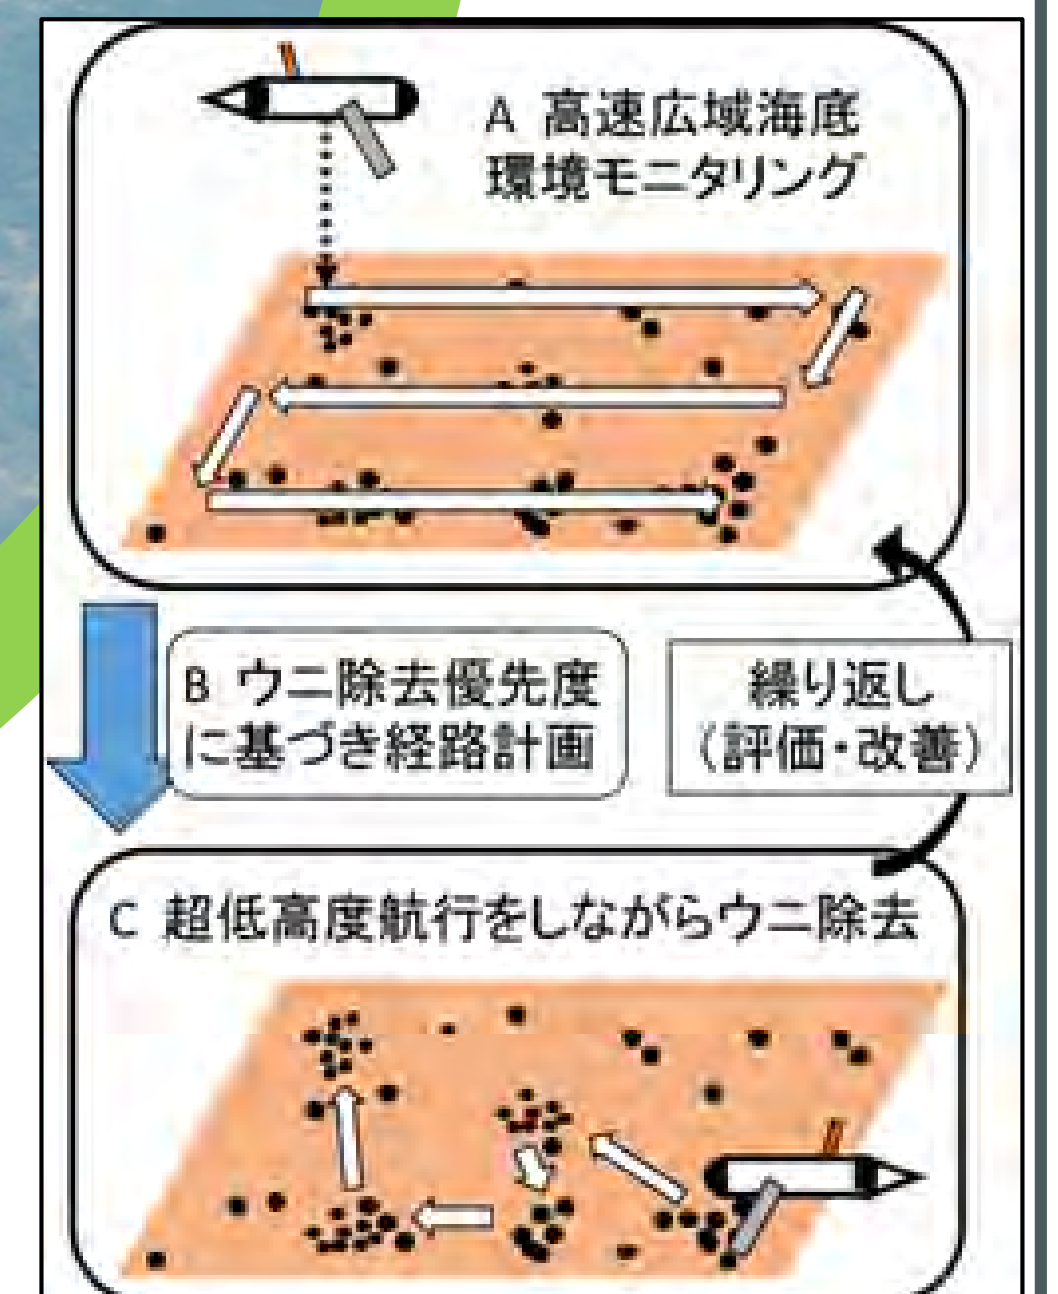 A 高速広域海底
環境モニタリング
B ウニ除去優先度
に基づき経路計画
繰り返し
（評価・改善）
C 超低高度航行をしながらウニ除去